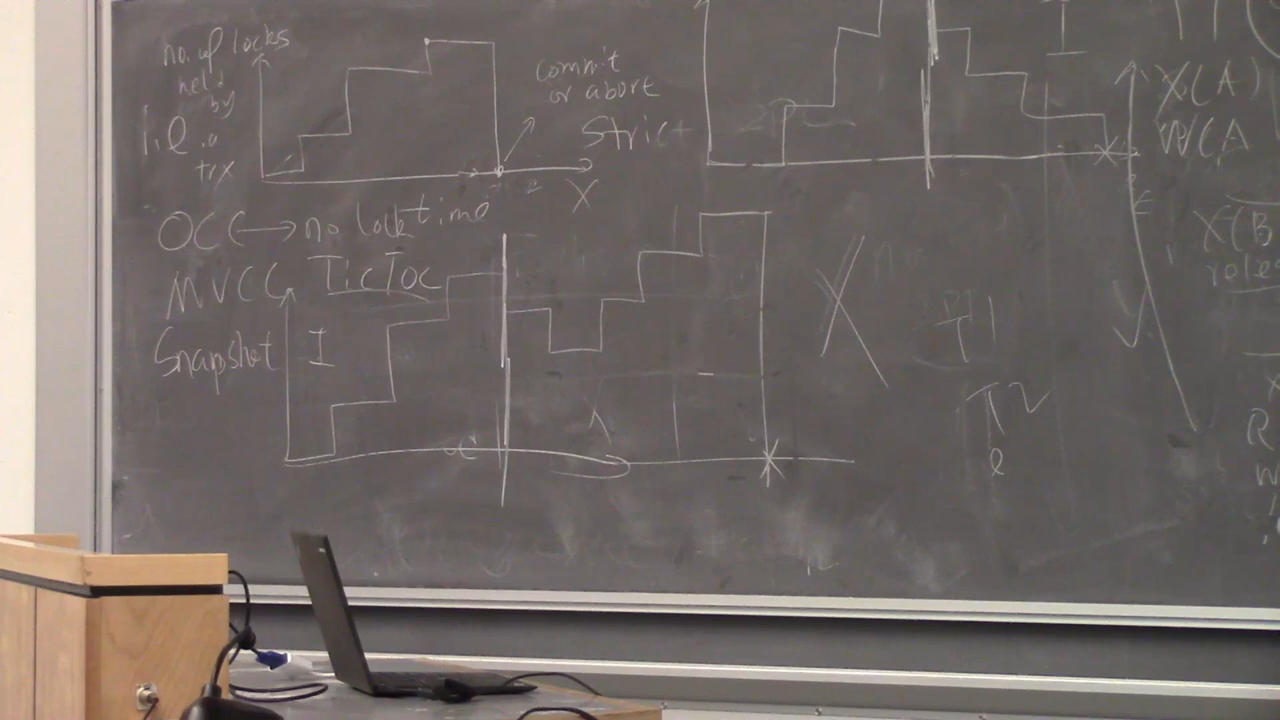 no. of locks
held
by
a
trx
commit
or abort
Strict
X
time
OCC → no lock
MVCC TicToc
Snapshot I
I
X(A)
W(A
X(B
T1
T2
R
W